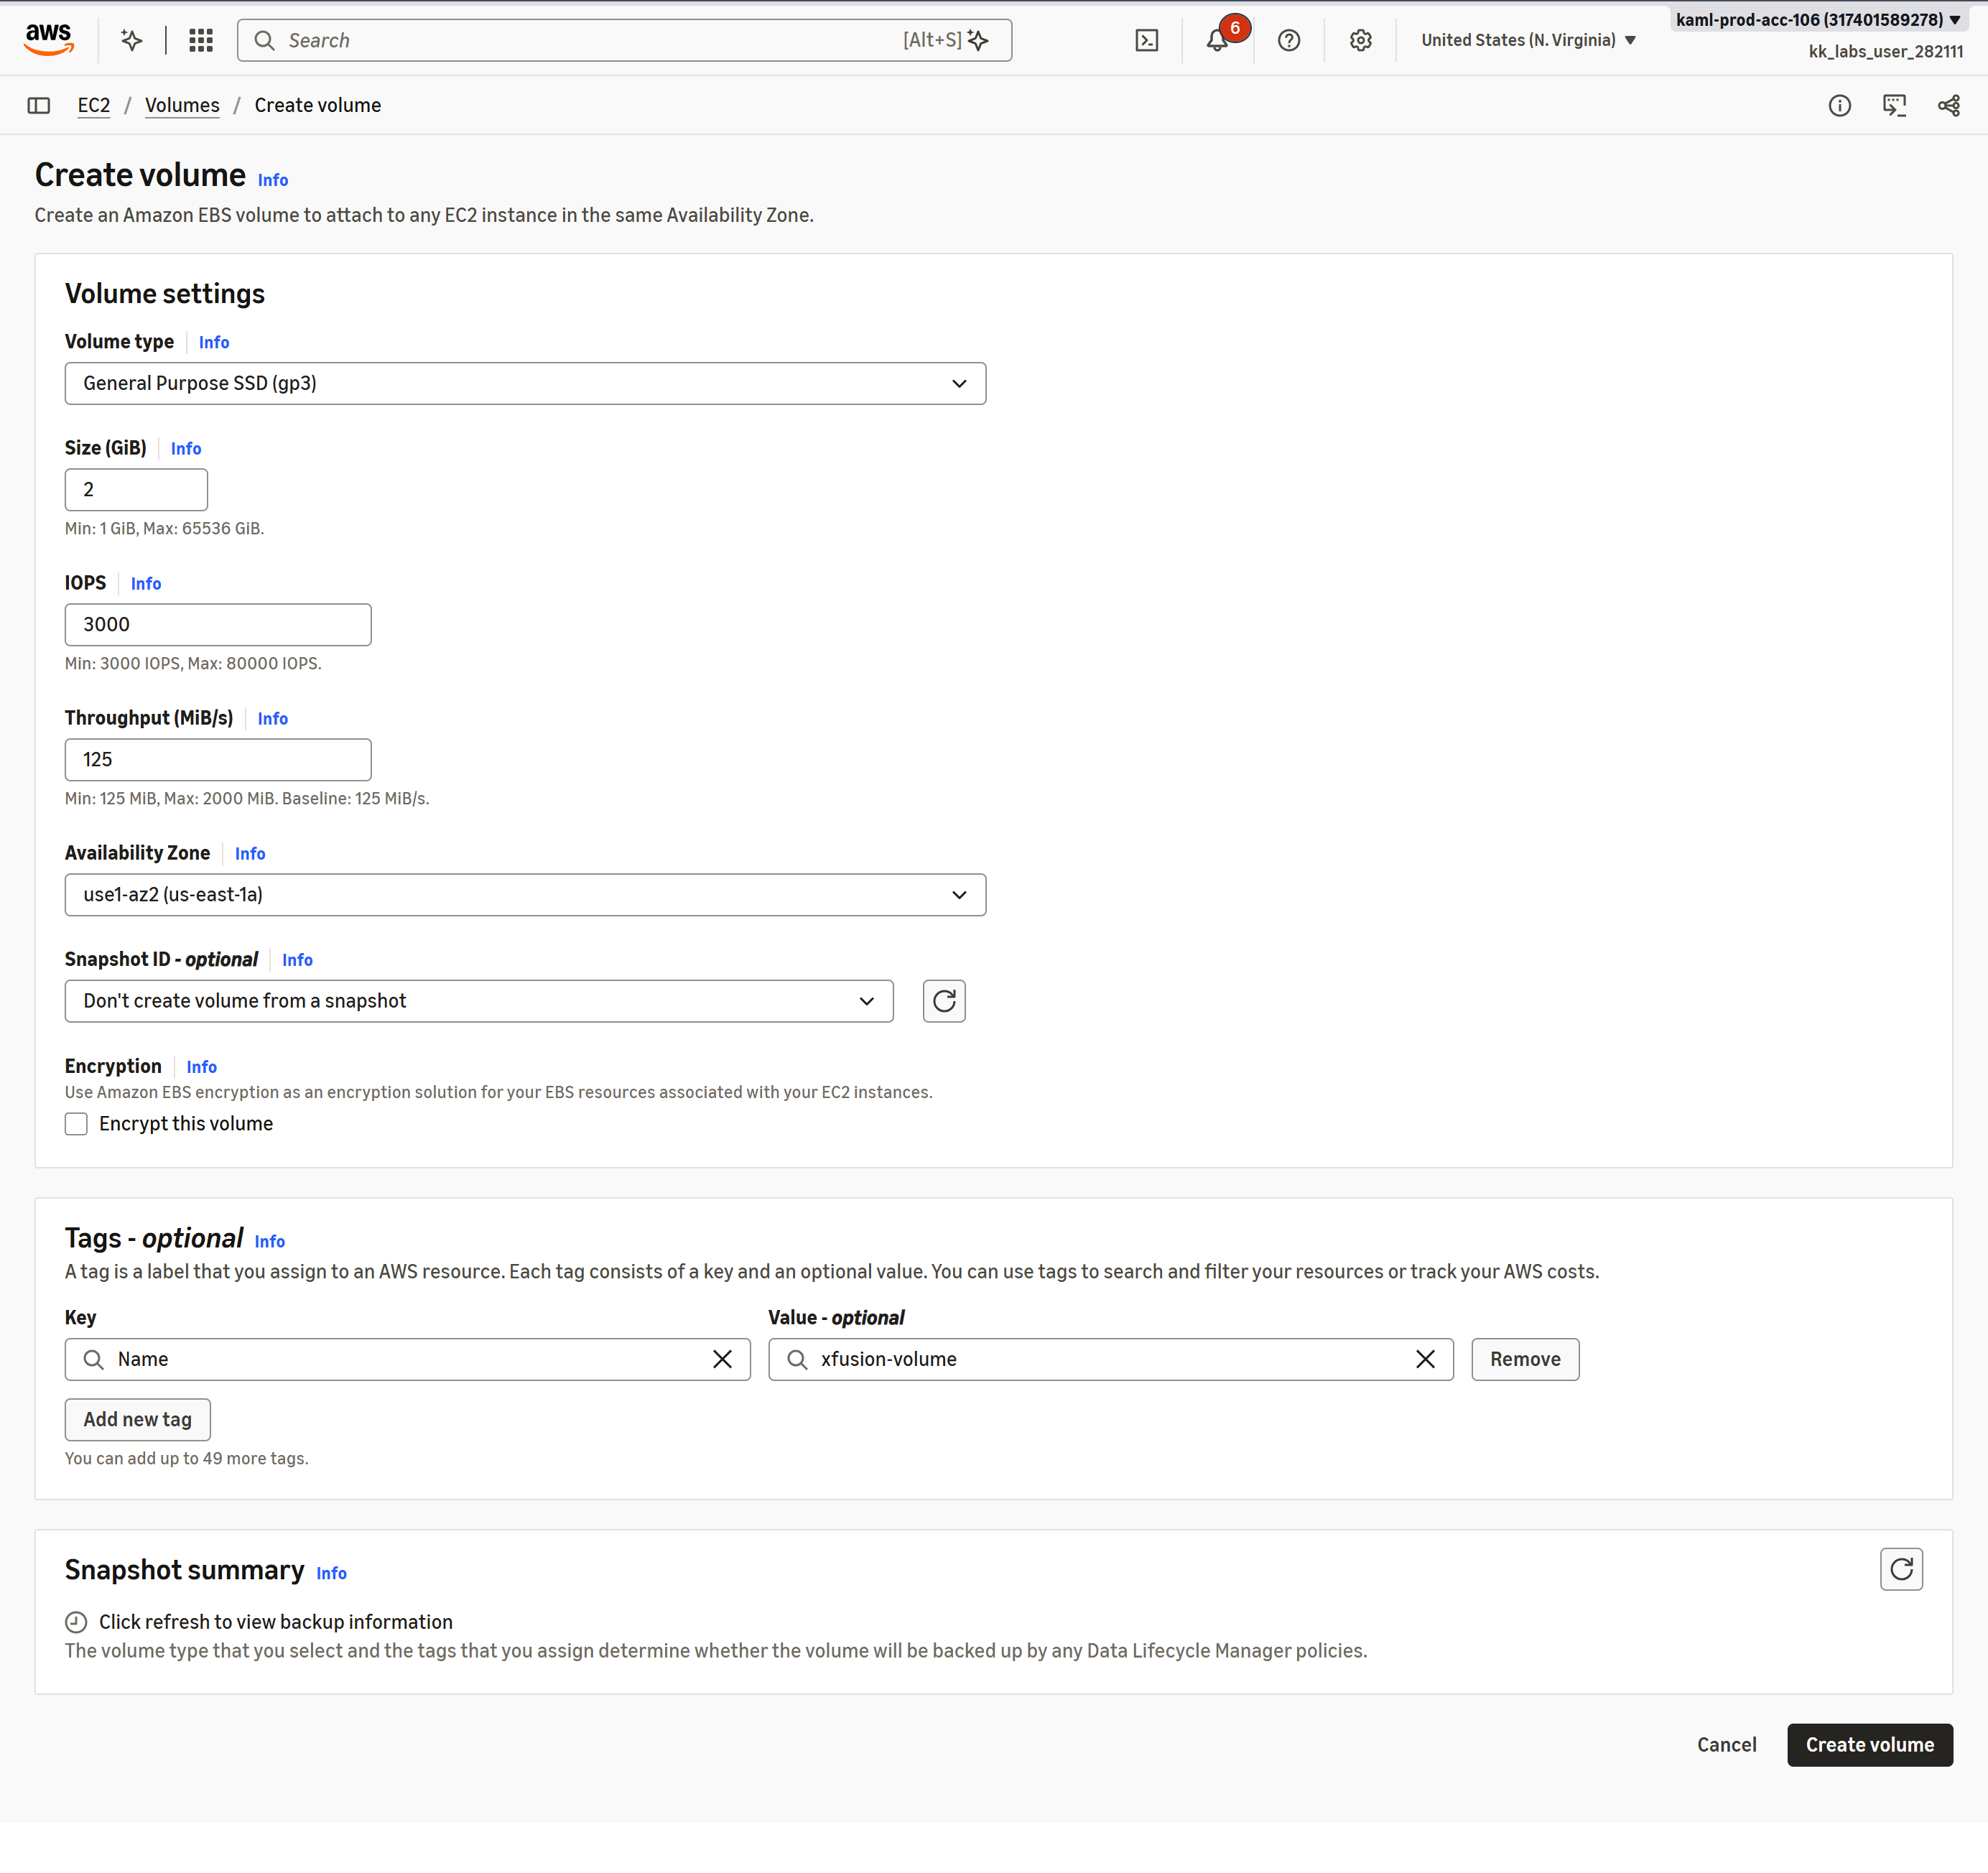 aws
Search [Alt+S]
6
United States (N. Virginia) ▼
kaml-prod-acc-106 (317401589278) ▼
kk_labs_user_282111
EC2 / Volumes / Create volume
Create volume Info
Create an Amazon EBS volume to attach to any EC2 instance in the same Availability Zone.
Volume settings
Volume type Info
General Purpose SSD (gp3)
Size (GiB) Info
2
Min: 1 GiB, Max: 65536 GiB.
IOPS Info
3000
Min: 3000 IOPS, Max: 80000 IOPS.
Throughput (MiB/s) Info
125
Min: 125 MiB, Max: 2000 MiB. Baseline: 125 MiB/s.
Availability Zone Info
use1-az2 (us-east-1a)
Snapshot ID - optional Info
Don't create volume from a snapshot
Encryption Info
Use Amazon EBS encryption as an encryption solution for your EBS resources associated with your EC2 instances.
Encrypt this volume
Tags - optional Info
A tag is a label that you assign to an AWS resource. Each tag consists of a key and an optional value. You can use tags to search and filter your resources or track your AWS costs.
Key Value - optional
Name xfusion-volume Remove
Add new tag
You can add up to 49 more tags.
Snapshot summary Info
Click refresh to view backup information
The volume type that you select and the tags that you assign determine whether the volume will be backed up by any Data Lifecycle Manager policies.
Cancel Create volume